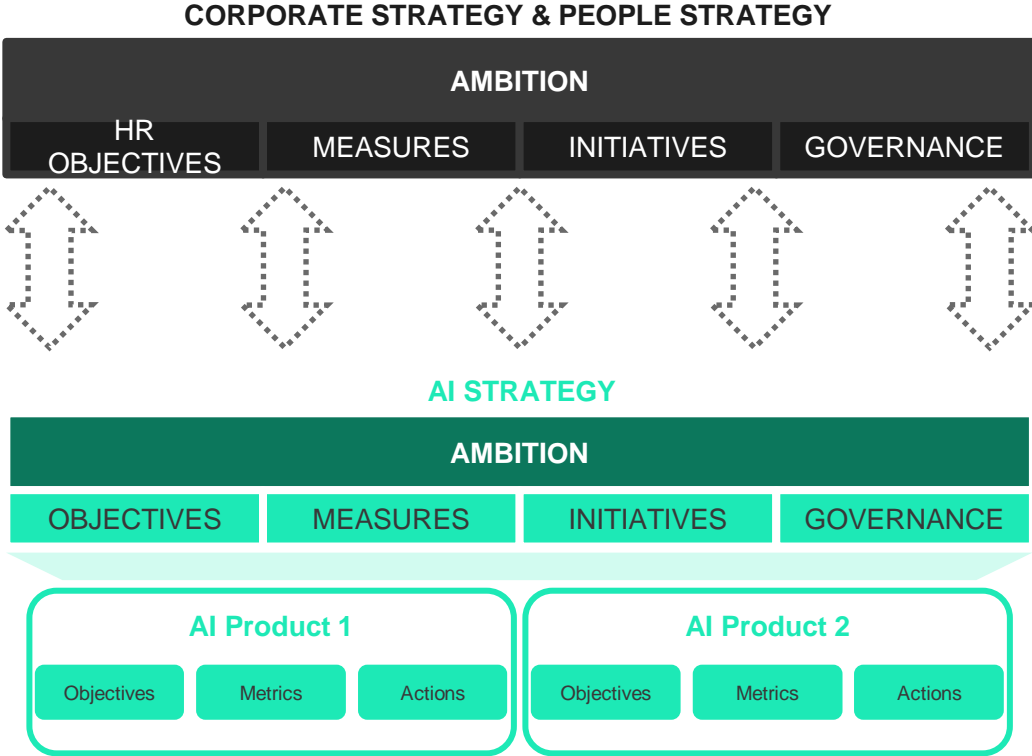 CORPORATE STRATEGY & PEOPLE STRATEGY
AMBITION
HR
OBJECTIVES
MEASURES
INITIATIVES
GOVERNANCE
AI STRATEGY
AMBITION
OBJECTIVES
MEASURES
INITIATIVES
GOVERNANCE
AI Product 1
Objectives
Metrics
Actions
AI Product 2
Objectives
Metrics
Actions